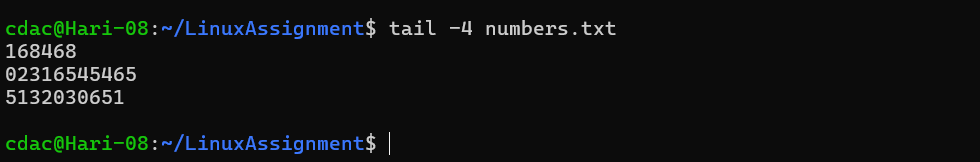 cdac@Hari-08:~/LinuxAssignment$ tail -4 numbers.txt
168468
02316545465
5132030651

cdac@Hari-08:~/LinuxAssignment$